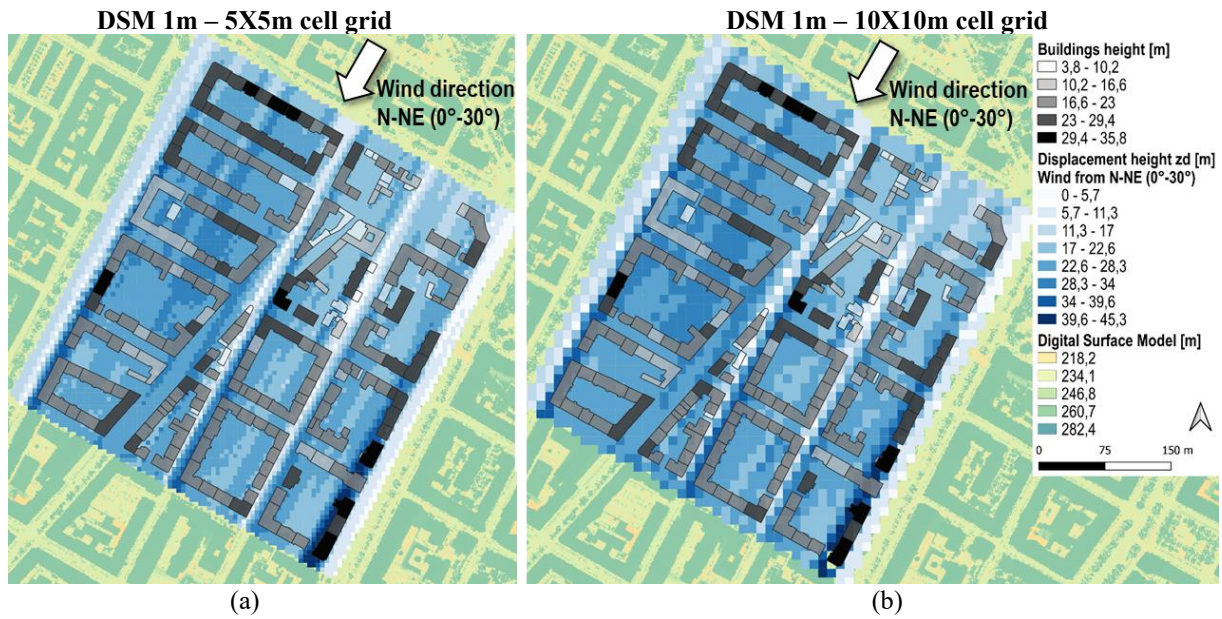 DSM 1m – 5X5m cell grid
DSM 1m – 10X10m cell grid
Wind direction
N-NE (0°-30°)
Wind direction
N-NE (0°-30°)
Buildings height [m]
3,8 - 10,2
10,2 - 16,6
16,6 - 23
23 - 29,4
29,4 - 35,8
Displacement height zd [m]
Wind from N-NE (0°-30°)
0 - 5,7
5,7 - 11,3
11,3 - 17
17 - 22,6
22,6 - 28,3
28,3 - 34
34 - 39,6
39,6 - 45,3
Digital Surface Model [m]
218,2
234,1
246,8
260,7
282,4
0 75 150 m
(a)
(b)